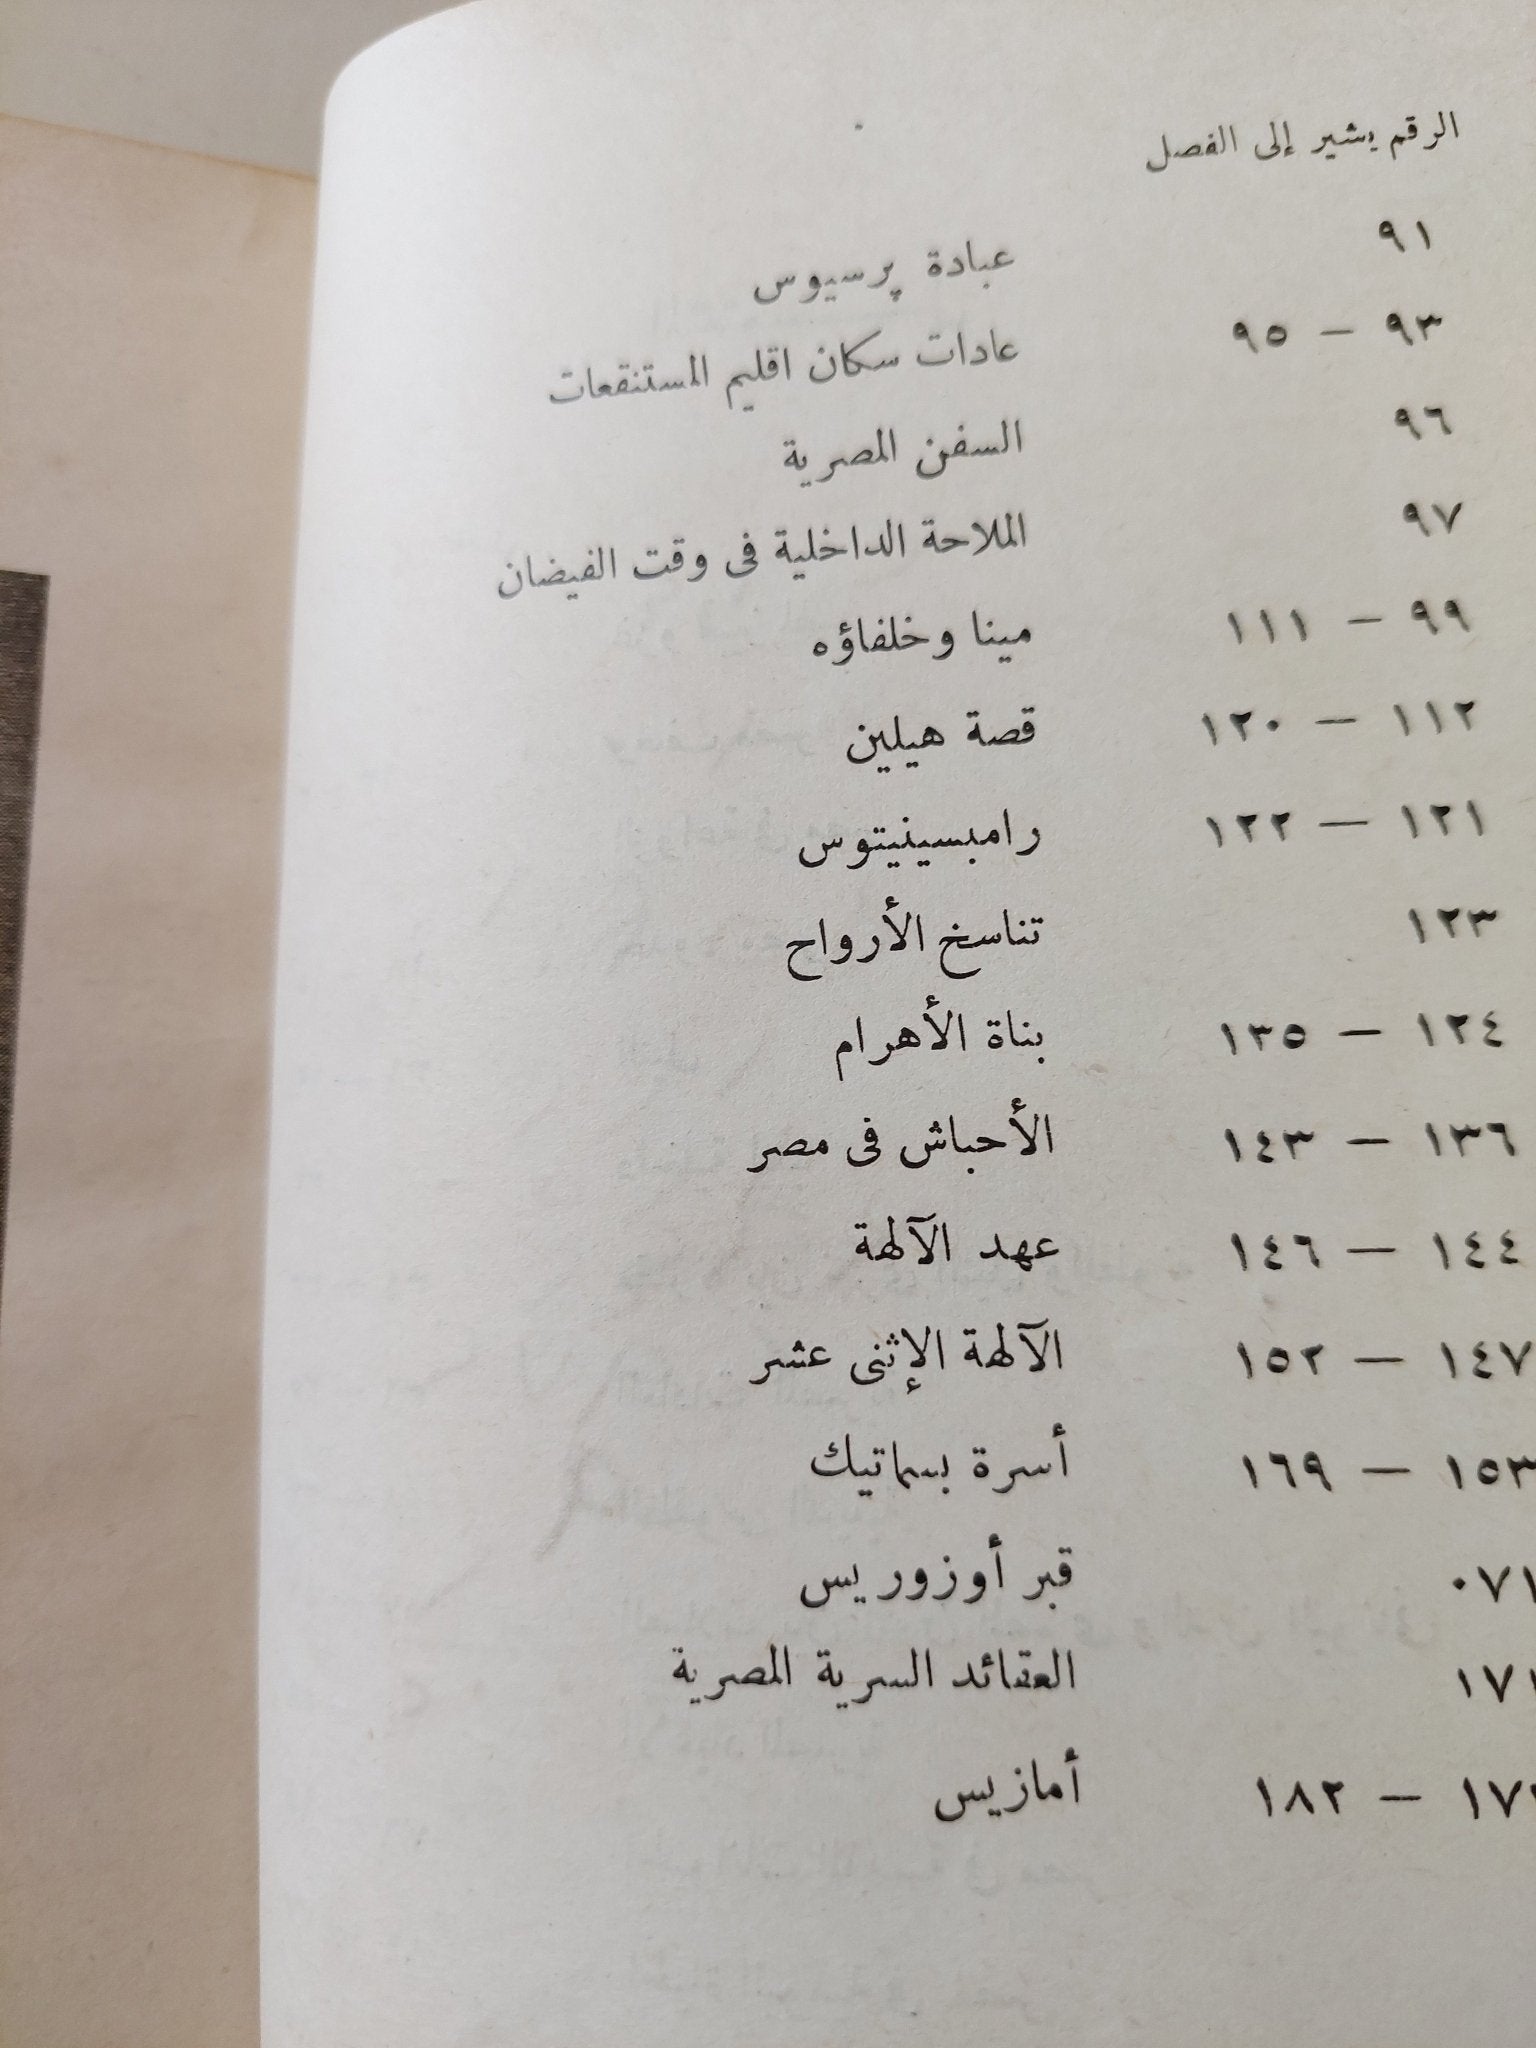 الرقم يشير إلى الفصل
٩١ عبادة پرسيوس
٩٣ — ٩٥ عادات سكان اقليم المستنقعات
٩٦ السفن المصرية
٩٧ الملاحة الداخلية فى وقت الفيضان
٩٩ — ١١١ مينا وخلفاؤه
١١٢ — ١٢٠ قصة هيلين
١٢١ — ١٢٢ رامبسينيتوس
١٢٣ تناسخ الأرواح
١٢٤ — ١٣٥ بناة الأهرام
١٣٦ — ١٤٣ الأحباش فى مصر
١٤٤ — ١٤٦ عهد الآلهة
١٤٧ — ١٥٢ الآلهة الإثنى عشر
١٥٣ — ١٦٩ أسرة بسماتيك
٠٧١ قبر أوزوريس
١٧١ العقائد السرية المصرية
١٧٢ — ١٨٢ أمازيس